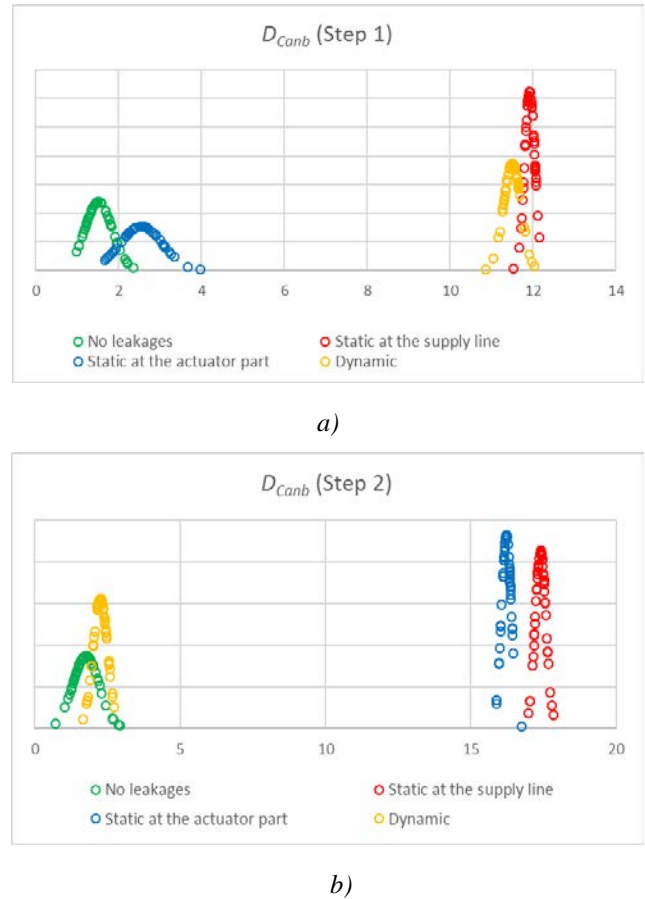 D_Canb (Step 1)
0 2 4 6 8 10 12 14
No leakages Static at the supply line
Static at the actuator part Dynamic
a)
D_Canb (Step 2)
0 5 10 15 20
No leakages Static at the supply line
Static at the actuator part Dynamic
b)